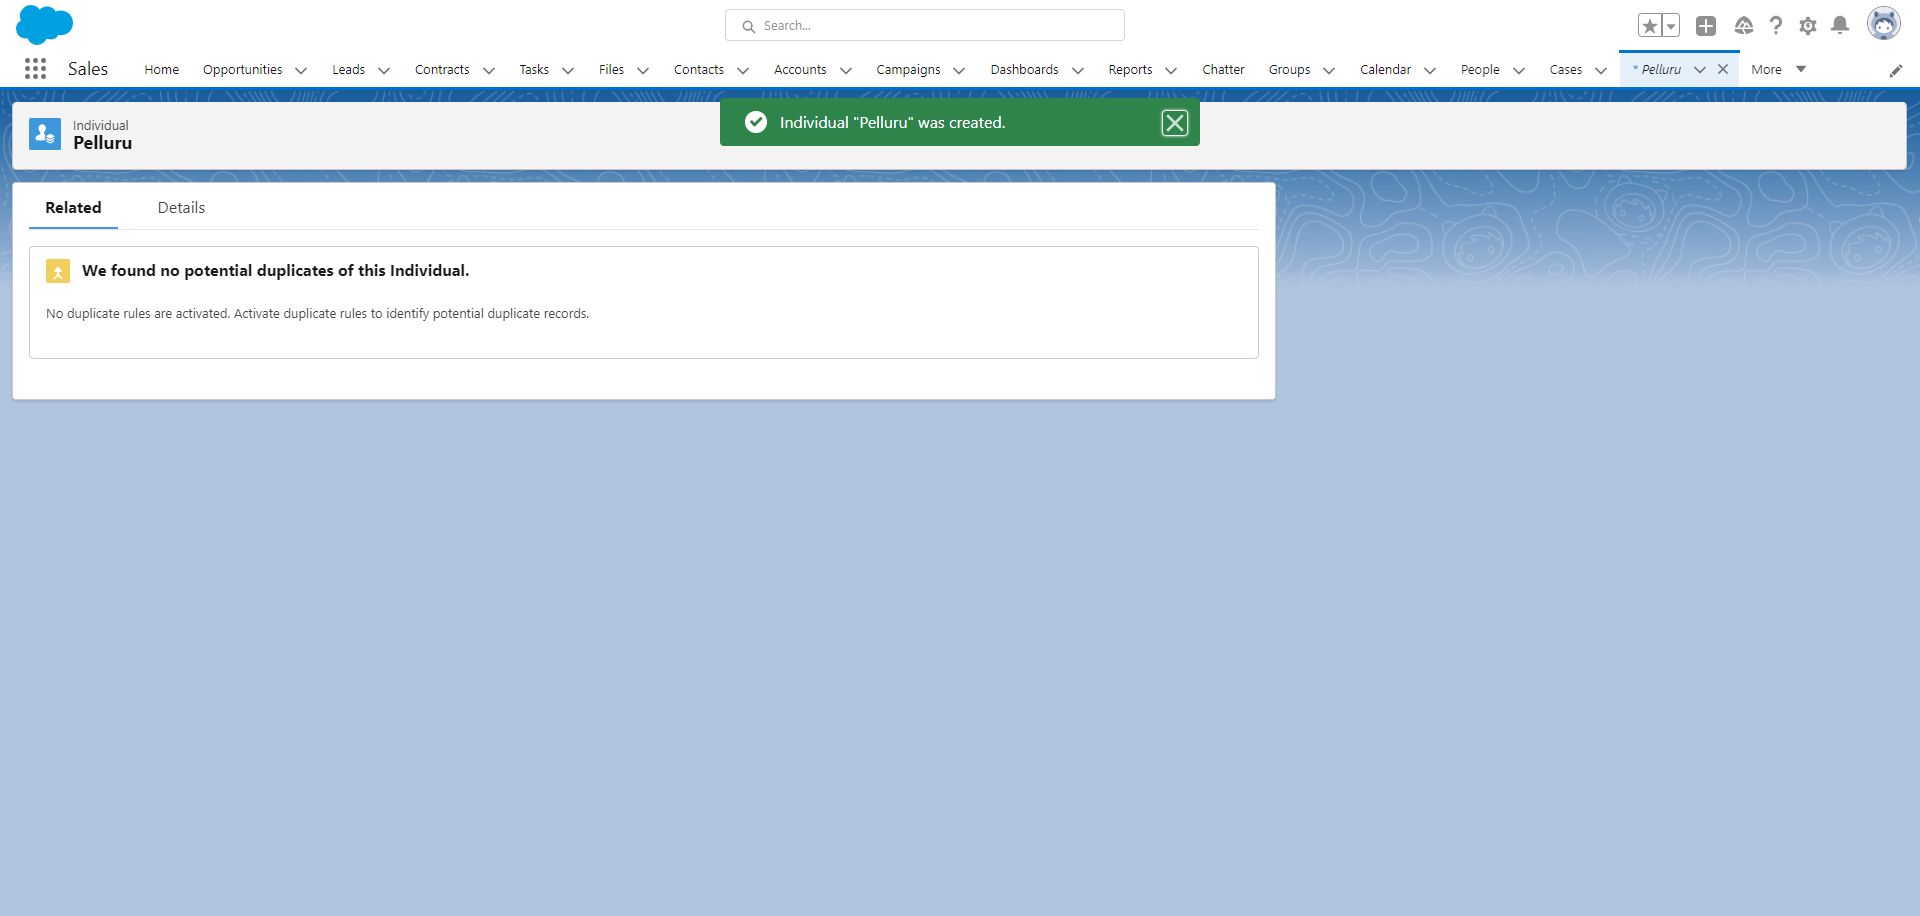 Search...
Sales
Home
Opportunities
Leads
Contracts
Tasks
Files
Contacts
Accounts
Campaigns
Dashboards
Reports
Chatter
Groups
Calendar
People
Cases
* Pelluru
More
Individual
Pelluru
Individual "Pelluru" was created.
Related
Details
We found no potential duplicates of this Individual.
No duplicate rules are activated. Activate duplicate rules to identify potential duplicate records.